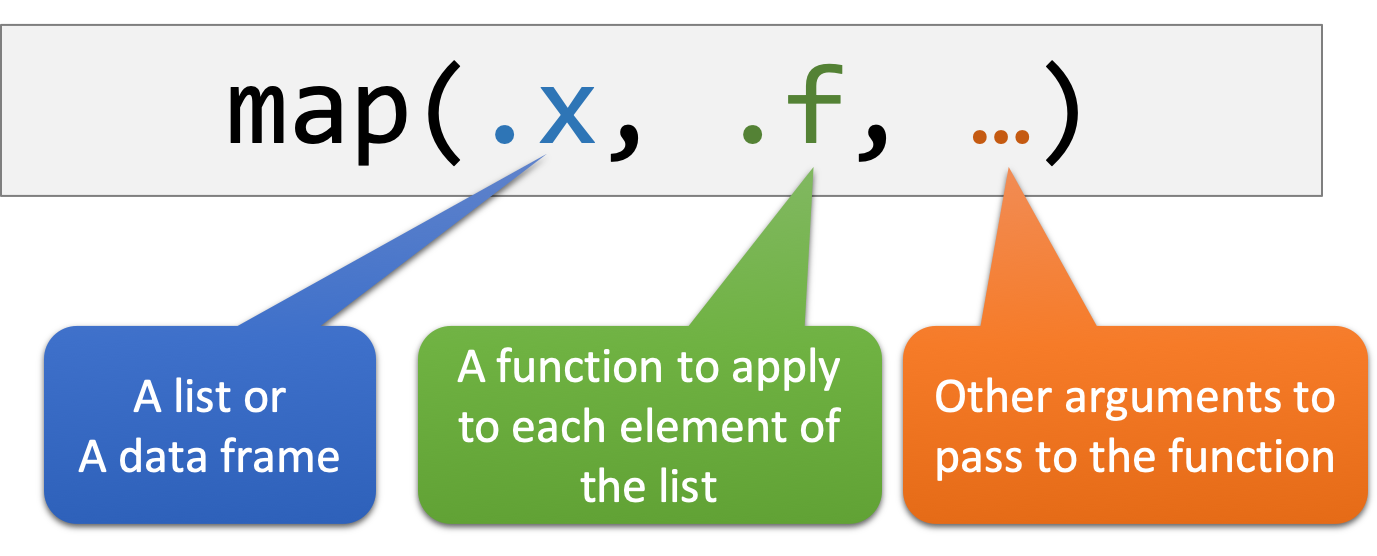 map(.x, .f, …)
A list or
A data frame
A function to apply
to each element of
the list
Other arguments to
pass to the function